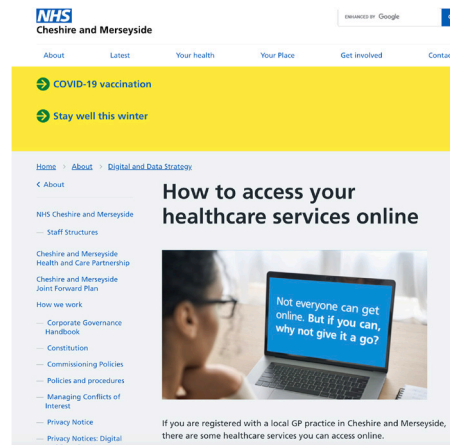 NHS
Cheshire and Merseyside
ENHANCED BY Google
About
Latest
Your health
Your Place
Get involved
COVID-19 vaccination
Stay well this winter
Home > About > Digital and Data Strategy
< About
NHS Cheshire and Merseyside
— Staff Structures
Cheshire and Merseyside
Health and Care Partnership
Cheshire and Merseyside
Joint Forward Plan
How we work
— Corporate Governance
Handbook
— Constitution
— Commissioning Policies
— Policies and procedures
— Managing Conflicts of
Interest
— Privacy Notice
— Privacy Notices: Digital
How to access your
healthcare services online
Not everyone can get
online. But if you can,
why not give it a go?
If you are registered with a local GP practice in Cheshire and Merseyside,
there are some healthcare services you can access online.